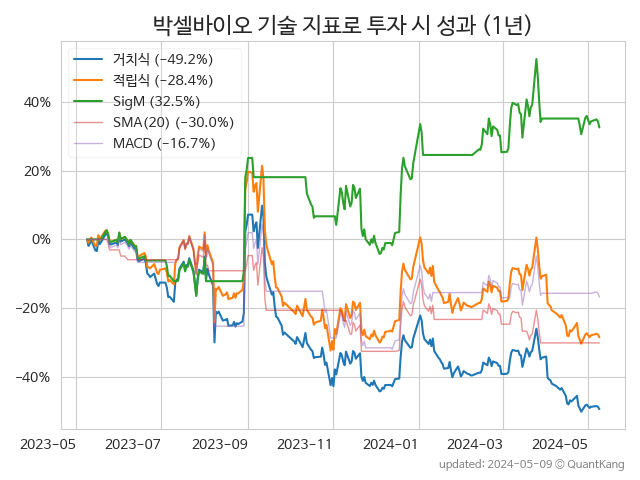 박셀바이오 기술 지표로 투자 시 성과 (1년)
거치식 (−49.2%)
적립식 (−28.4%)
SigM (32.5%)
SMA(20) (−30.0%)
MACD (−16.7%)
40%
20%
0%
−20%
−40%
2023-05 2023-07 2023-09 2023-11 2024-01 2024-03 2024-05
updated: 2024-05-09 © QuantKang